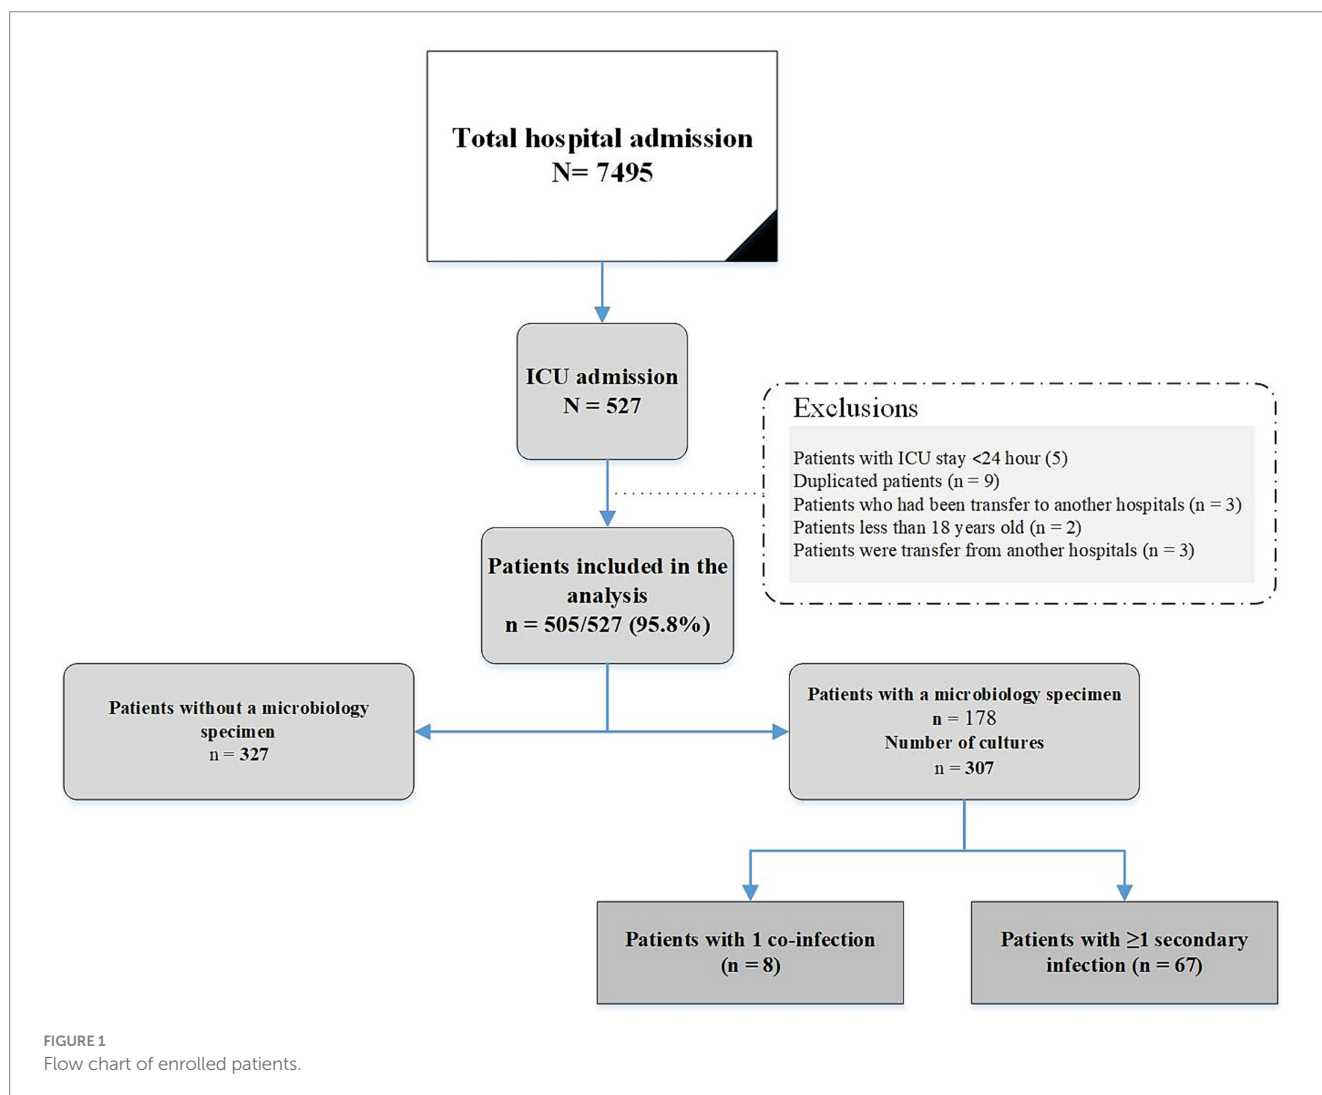 Total hospital admission
N= 7495
ICU admission
N = 527
Exclusions
Patients with ICU stay <24 hour (5)
Duplicated patients (n = 9)
Patients who had been transfer to another hospitals (n = 3)
Patients less than 18 years old (n = 2)
Patients were transfer from another hospitals (n = 3)
Patients included in the
analysis
n = 505/527 (95.8%)
Patients without a microbiology
specimen
n = 327
Patients with a microbiology specimen
n = 178
Number of cultures
n = 307
Patients with 1 co-infection
(n = 8)
Patients with ≥1 secondary
infection (n = 67)
FIGURE 1
Flow chart of enrolled patients.